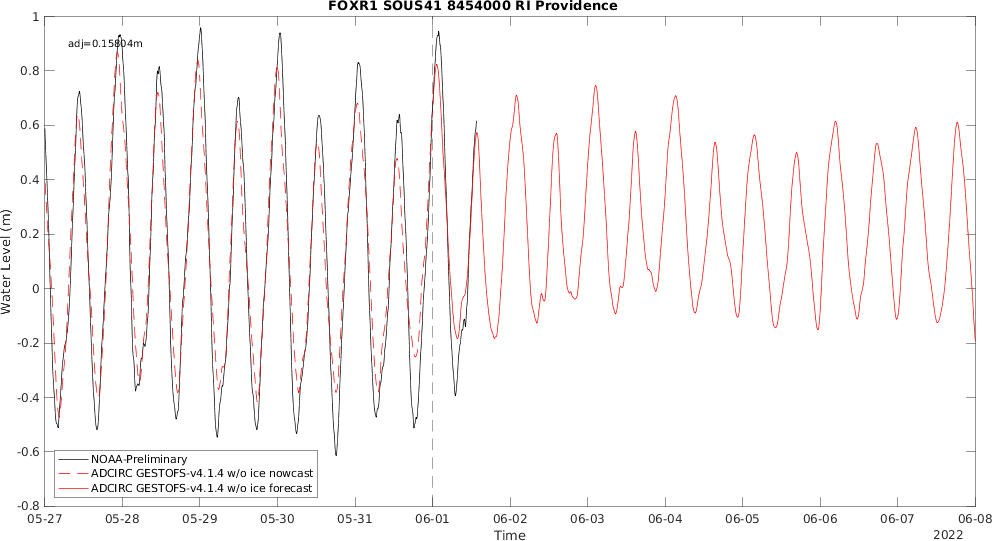 FOXR1 SOUS41 8454000 RI Providence
adj=0.15804m
Water Level (m)
1
0.8
0.6
0.4
0.2
0
-0.2
-0.4
-0.6
-0.8
NOAA-Preliminary
ADCIRC GESTOFS-v4.1.4 w/o ice nowcast
ADCIRC GESTOFS-v4.1.4 w/o ice forecast
05-27 05-28 05-29 05-30 05-31 06-01 06-02 06-03 06-04 06-05 06-06 06-07 06-08
Time
2022